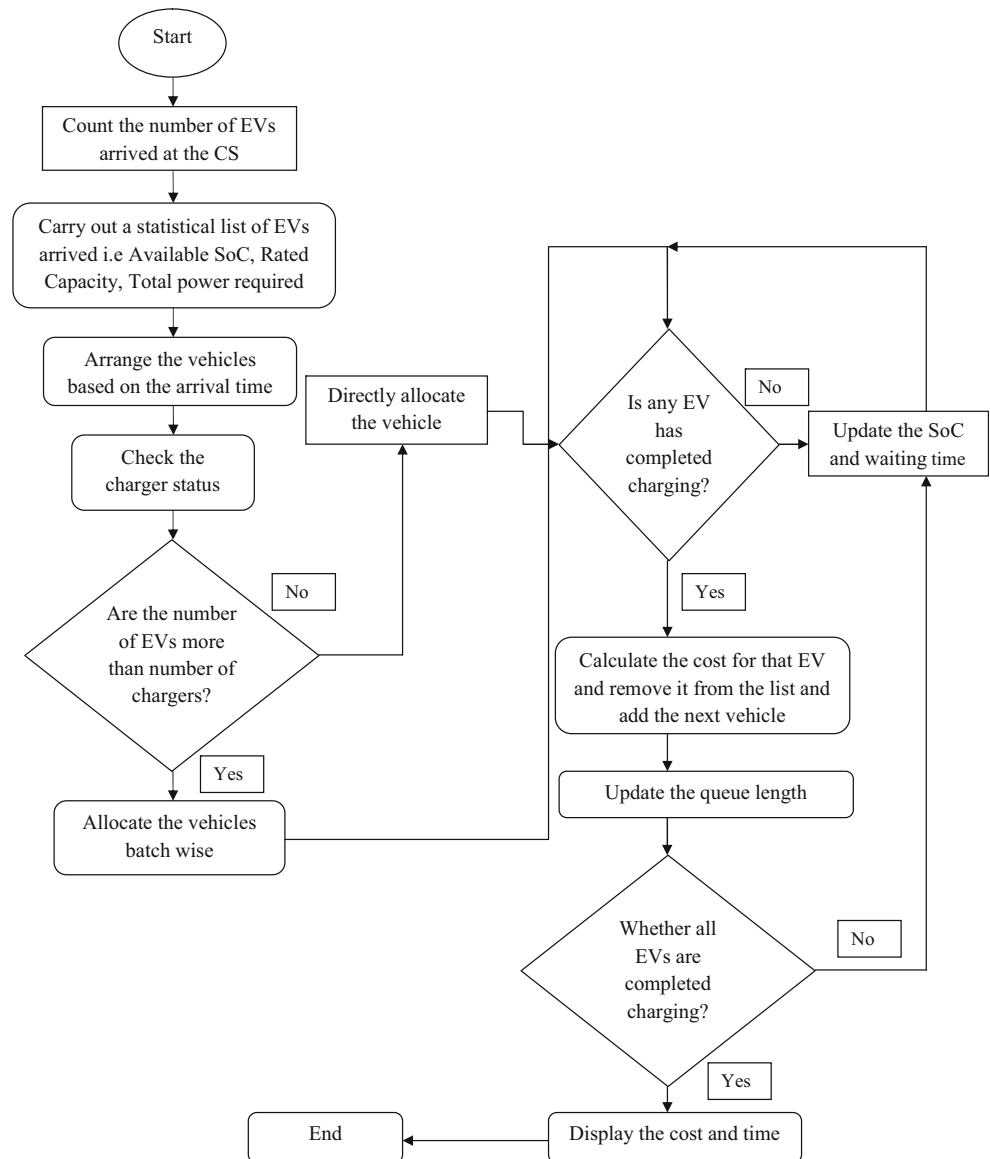 Start
Count the number of EVs
arrived at the CS
Carry out a statistical list of EVs
arrived i.e Available SoC, Rated
Capacity, Total power required
Arrange the vehicles
based on the arrival time
Check the
charger status
Are the number
of EVs more
than number of
chargers?
No
Yes
Directly allocate
the vehicle
Allocate the vehicles
batch wise
Is any EV
has
completed
charging?
No
Update the SoC
and waiting time
Yes
Calculate the cost for that EV
and remove it from the list and
add the next vehicle
Update the queue length
Whether all
EVs are
completed
charging?
No
Yes
Display the cost and time
End